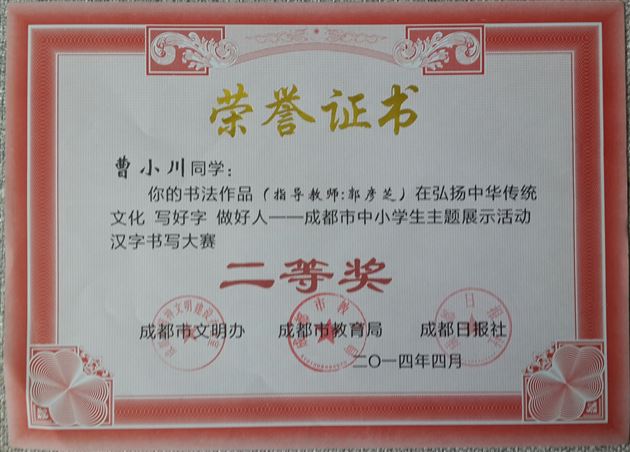 荣誉证书
曹小川同学:
你的书法作品(指导教师:郭彦芝)在弘扬中华传统
文化 写好字 做好人——成都市中小学生主题展示活动
汉字书写大赛
二等奖
成都市文明办 成都市教育局 成都日报社
二〇一四年四月